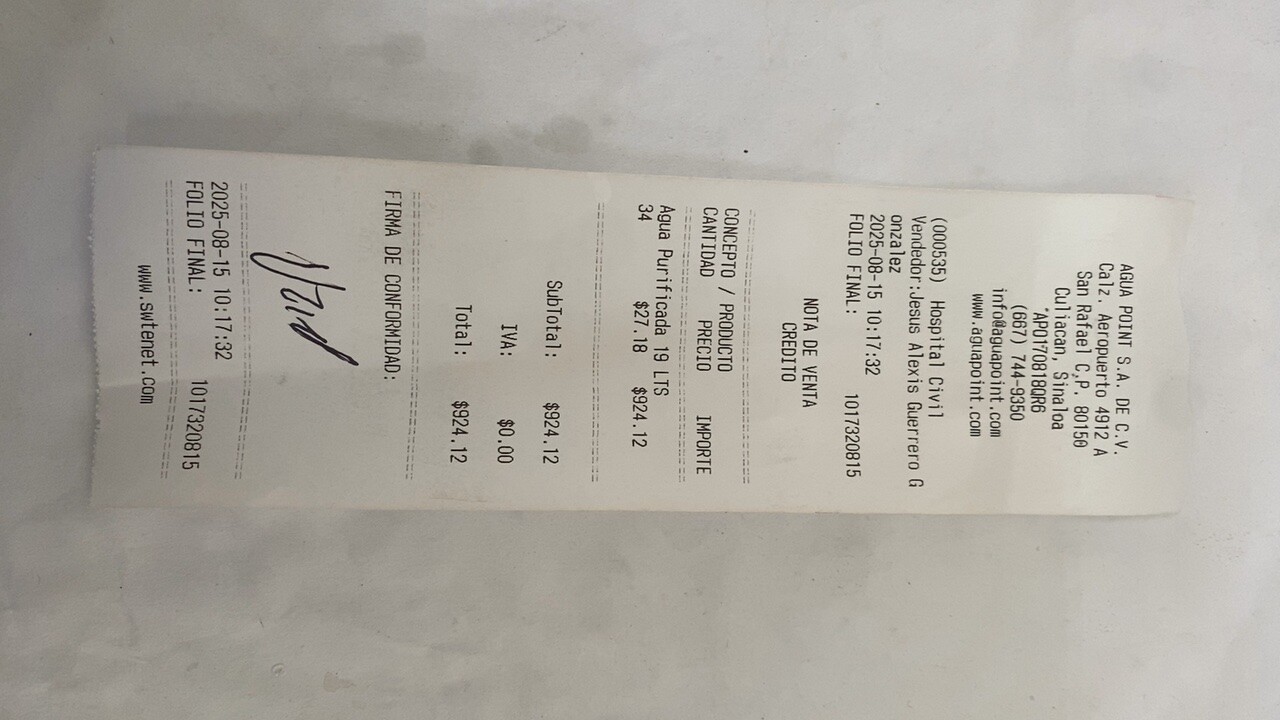 AGUA POINT S.A. DE C.V.
Calz. Aeropuerto 4912 A
San Rafael C.P. 80150
Culiacan, Sinaloa
APO170818QR6
(667) 744-9350
info@aguapoint.com
www.aguapoint.com
(000535) Hospital Civil
Vendedor:Jesus Alexis Guerrero G
onzalez
2025-08-15 10:17:32
FOLIO FINAL: 1017320815
NOTA DE VENTA
CREDITO
CONCEPTO / PRODUCTO
CANTIDAD PRECIO IMPORTE
Agua Purificada 19 LTS
34 $27.18 $924.12
SubTotal: $924.12
IVA: $0.00
Total: $924.12
FIRMA DE CONFORMIDAD:
2025-08-15 10:17:32
FOLIO FINAL: 1017320815
www.swtenet.com